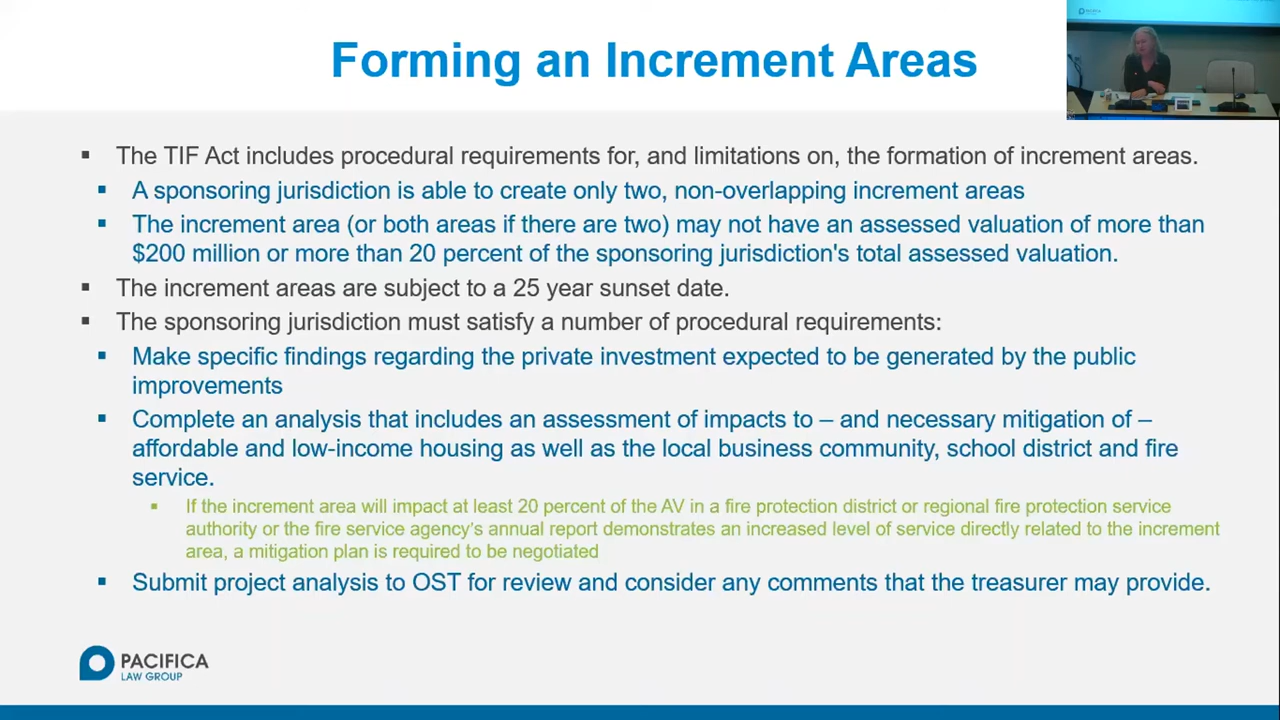 Forming an Increment Areas
The TIF Act includes procedural requirements for, and limitations on, the formation of increment areas.
A sponsoring jurisdiction is able to create only two, non-overlapping increment areas
The increment area (or both areas if there are two) may not have an assessed valuation of more than
$200 million or more than 20 percent of the sponsoring jurisdiction's total assessed valuation.
The increment areas are subject to a 25 year sunset date.
The sponsoring jurisdiction must satisfy a number of procedural requirements:
Make specific findings regarding the private investment expected to be generated by the public
improvements
Complete an analysis that includes an assessment of impacts to – and necessary mitigation of –
affordable and low-income housing as well as the local business community, school district and fire
service.
If the increment area will impact at least 20 percent of the AV in a fire protection district or regional fire protection service
authority or the fire service agency's annual report demonstrates an increased level of service directly related to the increment
area, a mitigation plan is required to be negotiated
Submit project analysis to OST for review and consider any comments that the treasurer may provide.
PACIFICA
LAW GROUP